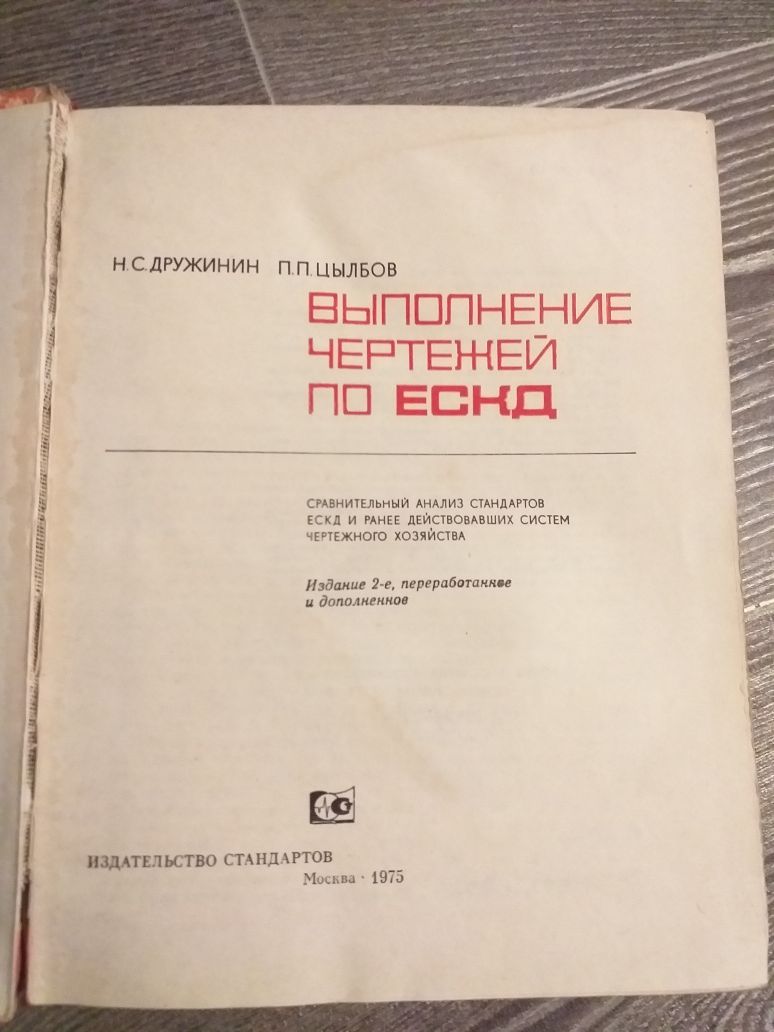 Н.С.ДРУЖИНИН П.П.ЦЫЛБОВ
ВЫПОЛНЕНИЕ
ЧЕРТЕЖЕЙ
ПО ЕСКД
СРАВНИТЕЛЬНЫЙ АНАЛИЗ СТАНДАРТОВ
ЕСКД И РАНЕЕ ДЕЙСТВОВАВШИХ СИСТЕМ
ЧЕРТЕЖНОГО ХОЗЯЙСТВА
Издание 2-е, переработанное
и дополненное
ИЗДАТЕЛЬСТВО СТАНДАРТОВ
Москва · 1975